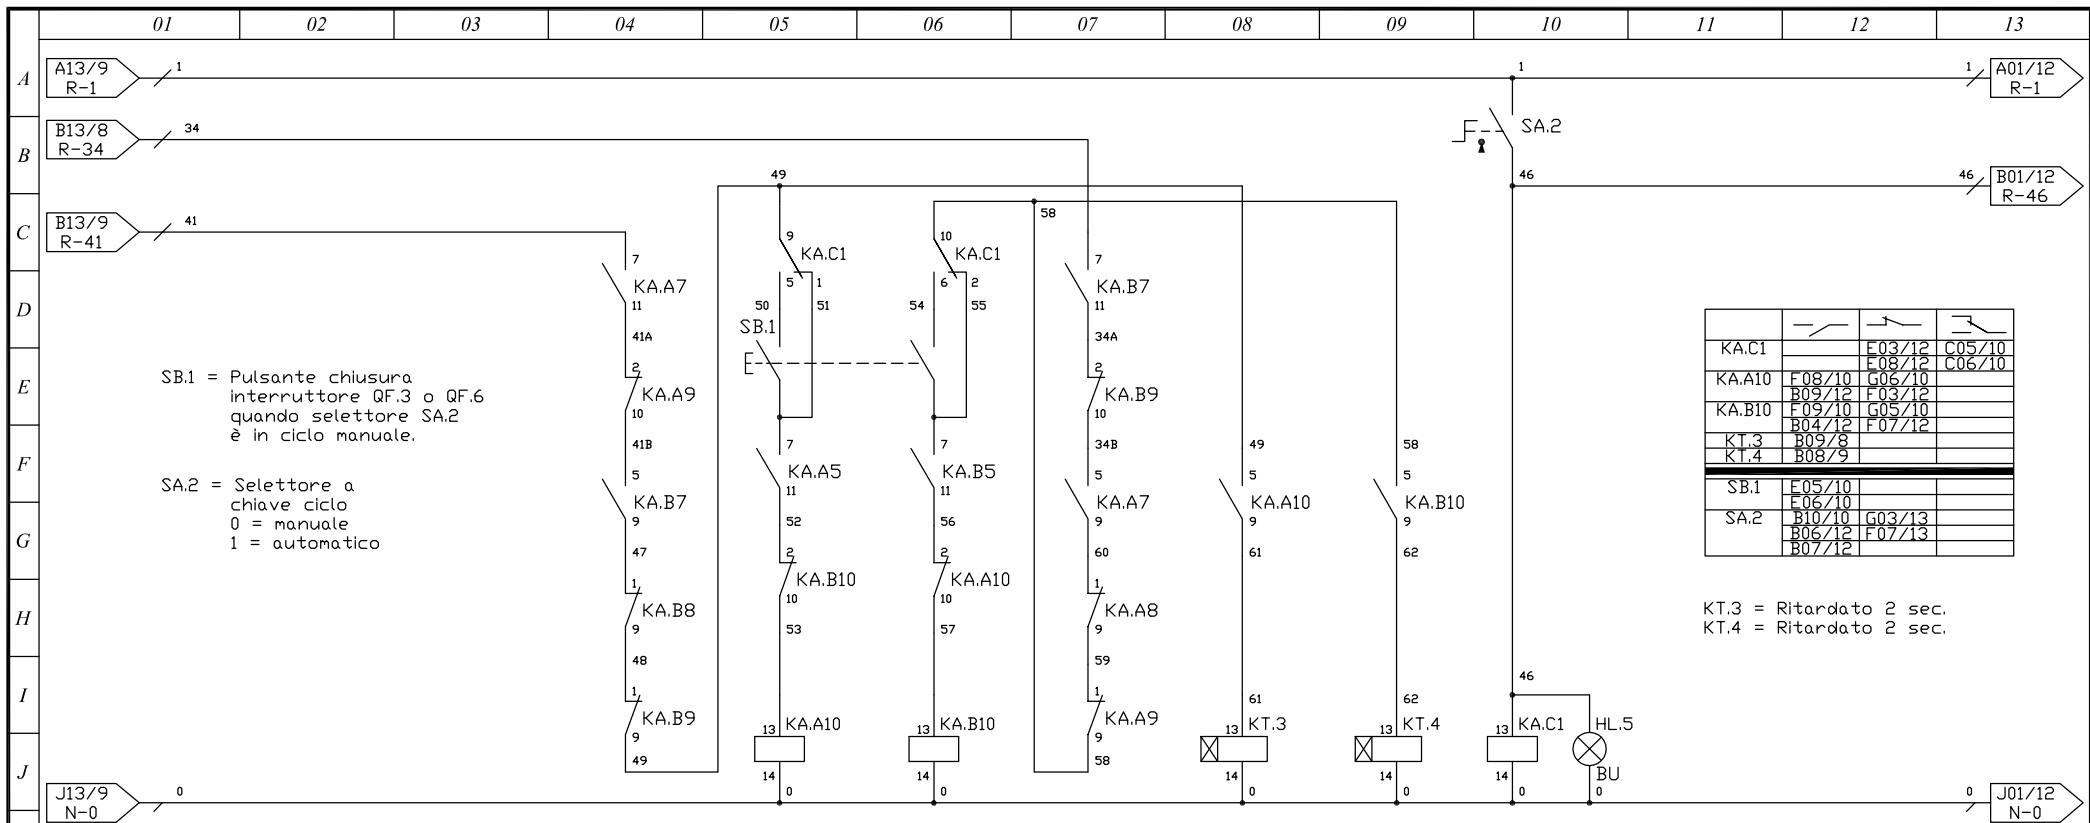 01 02 03 04 05 06 07 08 09 10 11 12 13
A
A13/9
R-1
1
1
1
A01/12
R-1
B
B13/8
R-34
34
SA.2
49
46
46
B01/12
R-46
C
B13/9
R-41
41
58
9 KA.C1
10 KA.C1
7 KA.A7
5 1
6 2
7 KA.B7
D
11
50 51
54 55
11
41A
SB.1
34A
2 KA.A9
2 KA.B9
E
SB.1 = Pulsante chiusura
interruttore QF.3 o QF.6
quando selettore SA.2
è in ciclo manuale.
10
10
41B
7
7
34B
49
58
F
5
KA.A5
KA.B5
5
5
5
SA.2 = Selettore a
chiave ciclo
0 = manuale
1 = automatico
11
11
KA.B7
KA.A7
KA.A10
KA.B10
9
52
56
9
9
9
G
47
2
2
60
61
62
KA.B10
KA.A10
1
10
10
1
H
KA.B8
KA.A8
9
53
57
9
48
59
46
I
1
1
61
62
KA.B9
KA.A9
9
13 KA.A10
13 KA.B10
9
13 KT.3
13 KT.4
13 KA.C1
HL.5
49
58
J
14
14
14
14
14
BU
J13/9
N-0
0
0
0
0
0
0
0
0
J01/12
N-0
KA.C1 E03/12 C05/10
E08/12 C06/10
KA.A10 F08/10 G06/10
B09/12 F03/12
KA.B10 F09/10 G05/10
B04/12 F07/12
KT.3 B09/8
KT.4 B08/9
SB.1 E05/10
E06/10
SA.2 B10/10 G03/13
B06/12 F07/13
B07/12
KT.3 = Ritardato 2 sec.
KT.4 = Ritardato 2 sec.